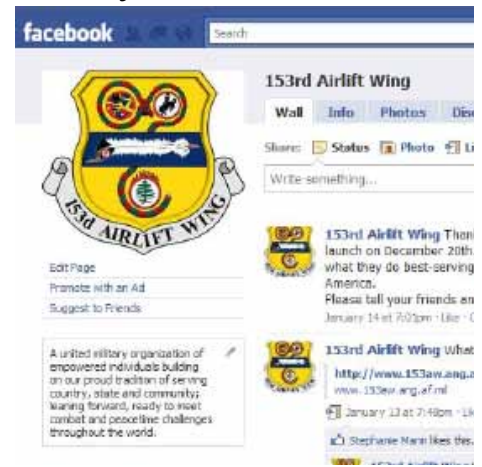 facebook
Search
153rd Airlift Wing
Wall Info Photos
Share: Status Photo
Write something...
153d AIRLIFT WING
Edit Page
Promote with an Ad
Suggest to Friends
A united military organization of
empowered individuals building
on our proud tradition of serving
country, state and community;
leaning forward, ready to meet
combat and peacetime challenges
throughout the world.
153rd Airlift Wing
launch on December 20th
what they do best-serving
America.
Please tell your friends
January 14 at 7:01pm · Like ·
153rd Airlift Wing What
http://www.153aw.ang.a
www.153aw.ang.af.mil
January 13 at 7:48pm ·
Stephanie Mann likes this.
153rd Airlift Wing